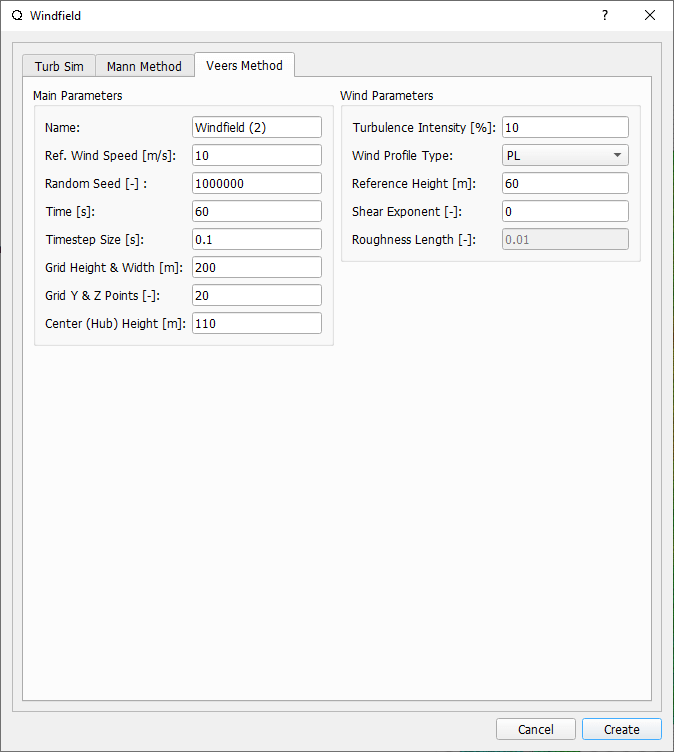 Windfield
Turb Sim
Mann Method
Veers Method
Main Parameters
Name: Windfield (2)
Ref. Wind Speed [m/s]: 10
Random Seed [-] : 1000000
Time [s]: 60
Timestep Size [s]: 0.1
Grid Height & Width [m]: 200
Grid Y & Z Points [-]: 20
Center (Hub) Height [m]: 110
Wind Parameters
Turbulence Intensity [%]: 10
Wind Profile Type: PL
Reference Height [m]: 60
Shear Exponent [-]: 0
Roughness Length [-]: 0.01
Cancel
Create